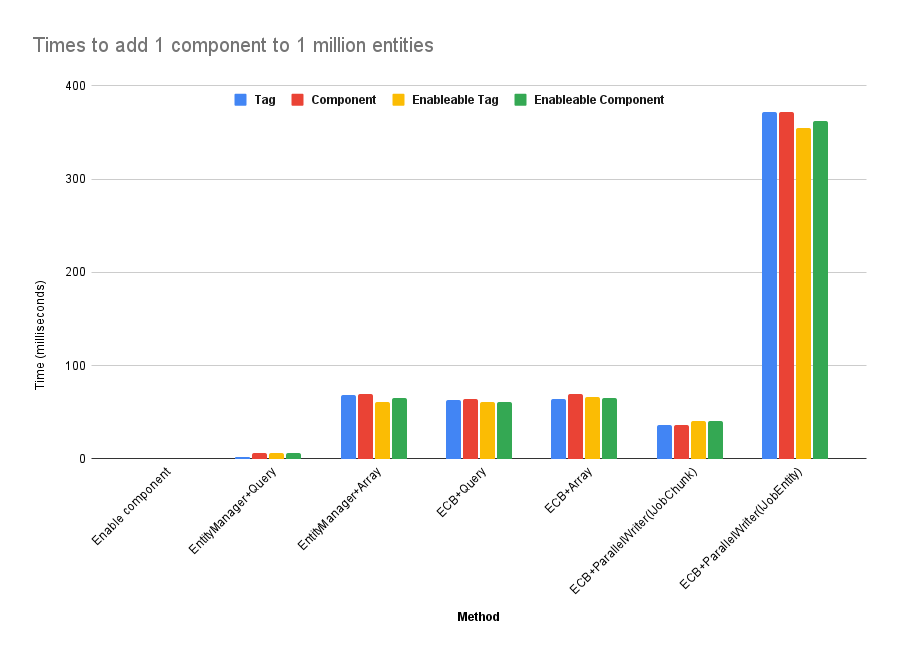 Times to add 1 component to 1 million entities
400
Tag
Component
Enableable Tag
Enableable Component
300
200
100
0
Time (milliseconds)
Enable component
EntityManager+Query
EntityManager+Array
ECB+Query
ECB+Array
ECB+ParallelWriter(IJobChunk)
ECB+ParallelWriter(IJobEntity)
Method